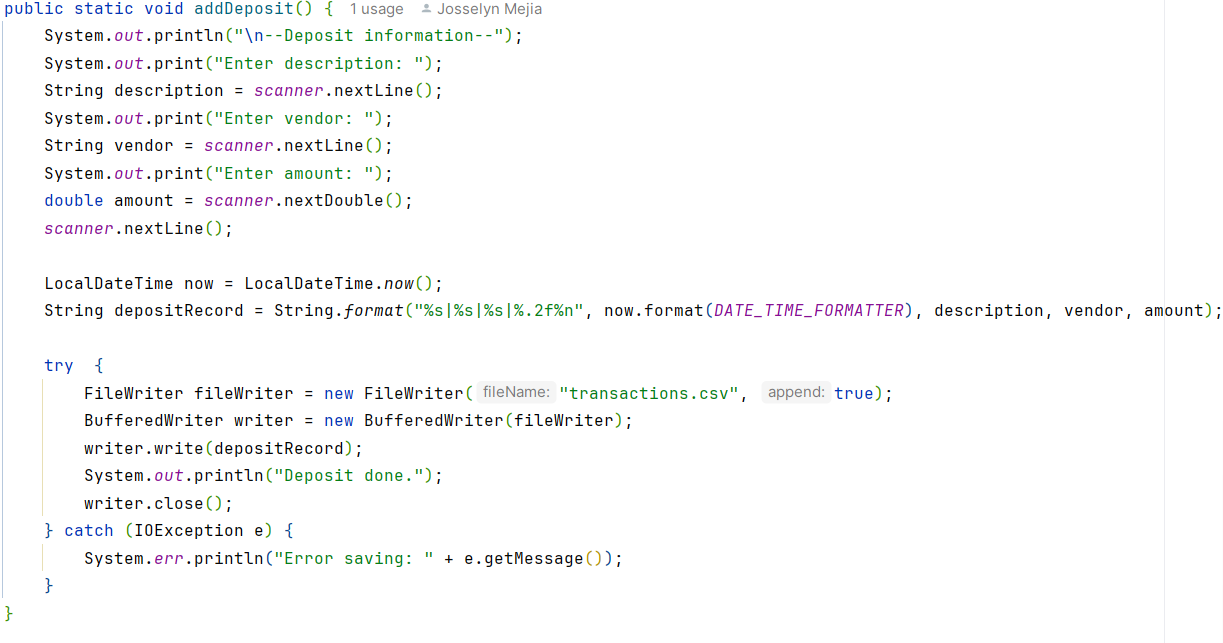 public static void addDeposit() { 1 usage Josselyn Mejia
    System.out.println("\n--Deposit information--");
    System.out.print("Enter description: ");
    String description = scanner.nextLine();
    System.out.print("Enter vendor: ");
    String vendor = scanner.nextLine();
    System.out.print("Enter amount: ");
    double amount = scanner.nextDouble();
    scanner.nextLine();

    LocalDateTime now = LocalDateTime.now();
    String depositRecord = String.format("%s|%s|%s|%.2f%n", now.format(DATE_TIME_FORMATTER), description, vendor, amount);

    try  {
        FileWriter fileWriter = new FileWriter( fileName: "transactions.csv", append: true);
        BufferedWriter writer = new BufferedWriter(fileWriter);
        writer.write(depositRecord);
        System.out.println("Deposit done.");
        writer.close();
    } catch (IOException e) {
        System.err.println("Error saving: " + e.getMessage());
    }
}